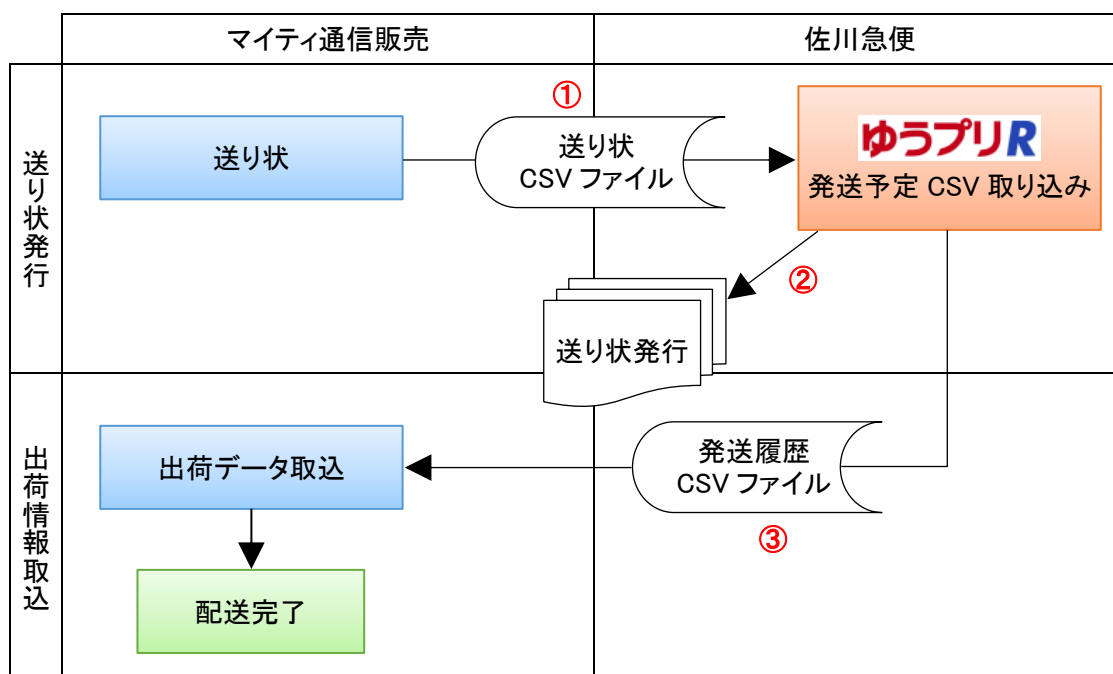 マイティ通信販売
佐川急便
送り状発行
①
送り状
送り状
CSV ファイル
ゆうプリR
発送予定 CSV 取り込み
②
送り状発行
出荷情報取込
出荷データ取込
発送履歴
CSV ファイル
③
配送完了